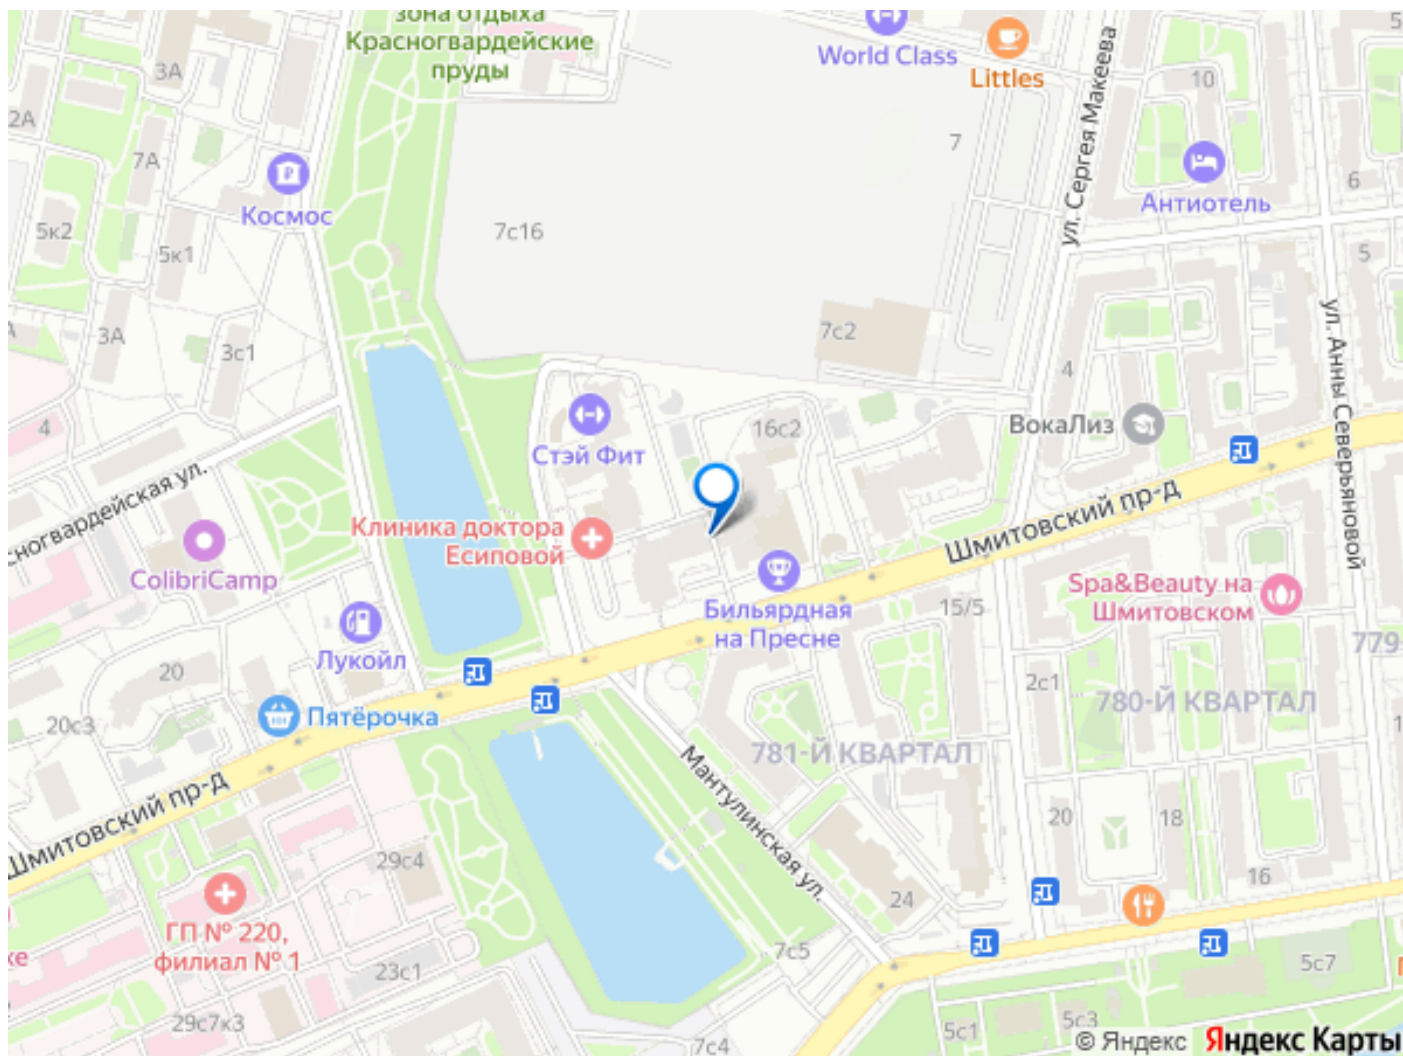 зона отдыха
Красногвардейские
пруды
World Class
Littles
3А
10
2А
7А
7
ул. Сергея Макеева
Космос
Антиотель
6
5к2
5к1
7с16
5
3А
3с1
7с2
ул. Анны Северьяновой
4
4
Стэй Фит
16с2
ВокаЛиз
Клиника доктора
Есиповой
Шмитовский пр-д
ColibriCamp
Бильярдная
на Пресне
15/5
Spa&Beauty на
Шмитовском
Лукойл
779-
20
2с1
780-Й КВАРТАЛ
20с3
Пятёрочка
781-Й КВАРТАЛ
Мантулинская ул.
Шмитовский пр-д
20
18
29с4
16
24
ГП № 220,
филиал № 1
23с1
7с5
5с7
29с7к3
7с4
5с1
5с3
© Яндекс Яндекс Карты